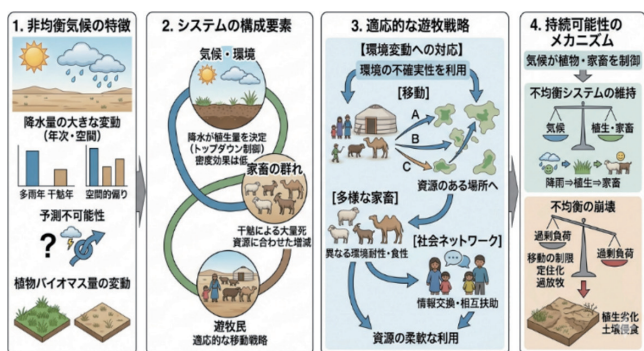 1. 非均衡気候の特徴
降水量の大きな変動
(年次・空間)
多雨年 干魃年
空間的偏り
予測不可能性
?
植物バイオマス量の変動
2. システムの構成要素
気候・環境
降水が植生量を決定
(トップダウン制御)
密度効果は低
家畜の群れ
干魃による大量死
資源に合わせた増減
遊牧民
適応的な移動戦略
3. 適応的な遊牧戦略
【環境変動への対応】
環境の不確実性を利用
【移動】
A
B
C
資源のある場所へ
【多様な家畜】
異なる環境耐性・食性
【社会ネットワーク】
情報交換・相互扶助
資源の柔軟な利用
4. 持続可能性の
メカニズム
気候が植物・家畜を制御
不均衡システムの維持
気候
植生・家畜
降雨⇒植生⇒家畜
不均衡の崩壊
過剰負荷
移動の制限
定住化
過放牧
過剰負荷
植生劣化
土壌侵食